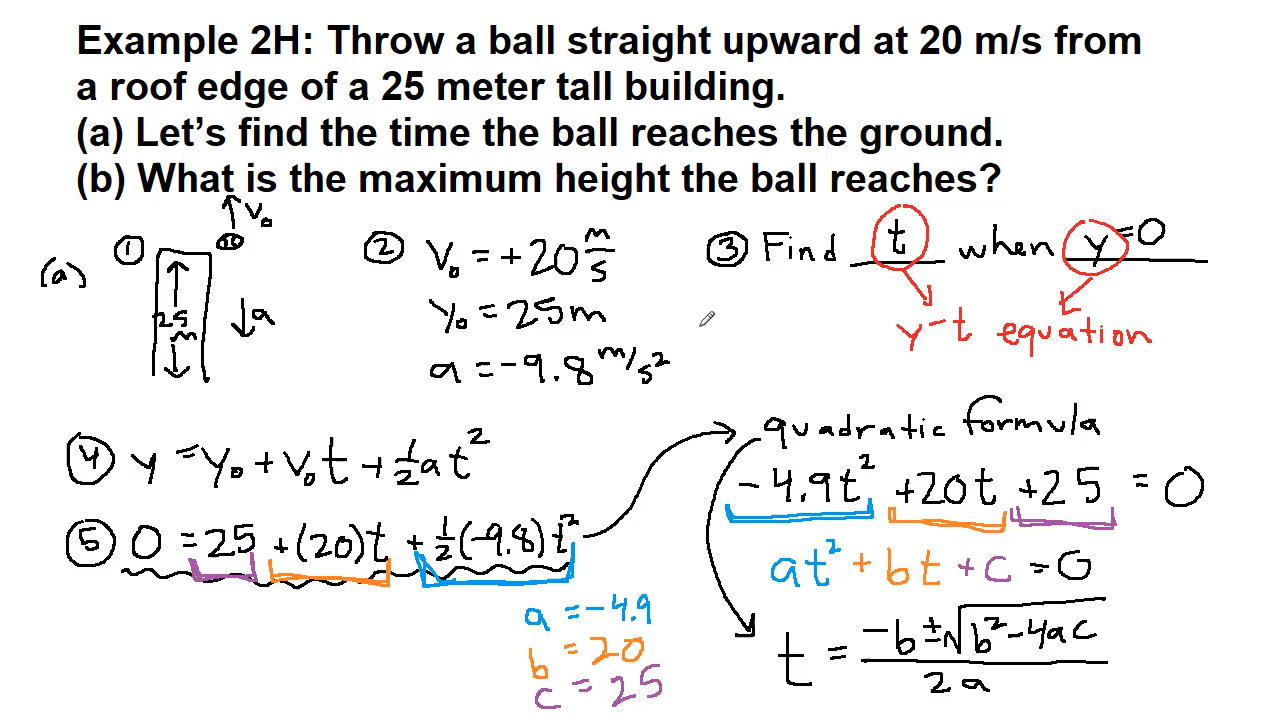 Example 2H: Throw a ball straight upward at 20 m/s from
a roof edge of a 25 meter tall building.
(a) Let's find the time the ball reaches the ground.
(b) What is the maximum height the ball reaches?
(a)
①
V₀
25
m
↓a
② V₀ = +20 m/s
y₀ = 25m
a = -9.8 m/s²
③ Find t when y=0
y-t equation
④ y = y₀ + v₀t + ½at²
⑤ 0 = 25 +(20)t + ½(-9.8)t²
a = -4.9
b = 20
c = 25
quadratic formula
-4.9t² +20t +25 = 0
at² + bt + c = 0
t = (-b ± √(b²-4ac)) / 2a